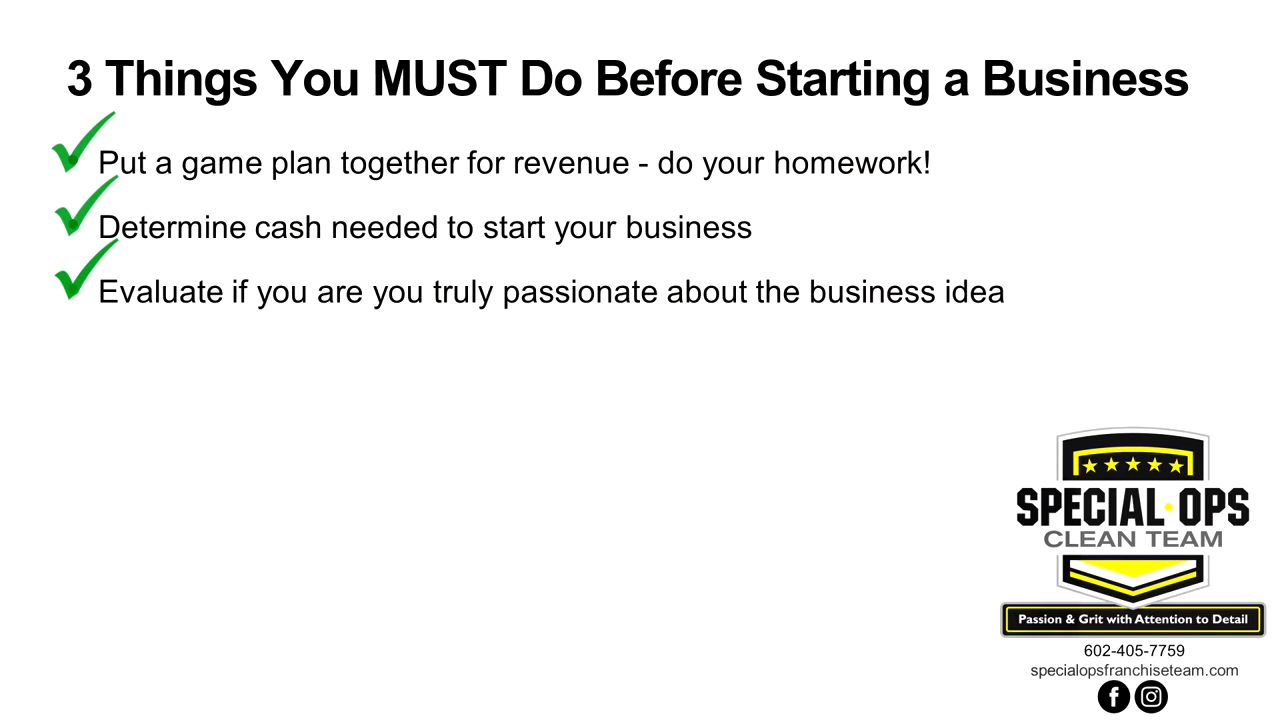 3 Things You MUST Do Before Starting a Business
Put a game plan together for revenue - do your homework!
Determine cash needed to start your business
Evaluate if you are you truly passionate about the business idea
SPECIAL·OPS
CLEAN TEAM
Passion & Grit with Attention to Detail
602-405-7759
specialopsfranchiseteam.com